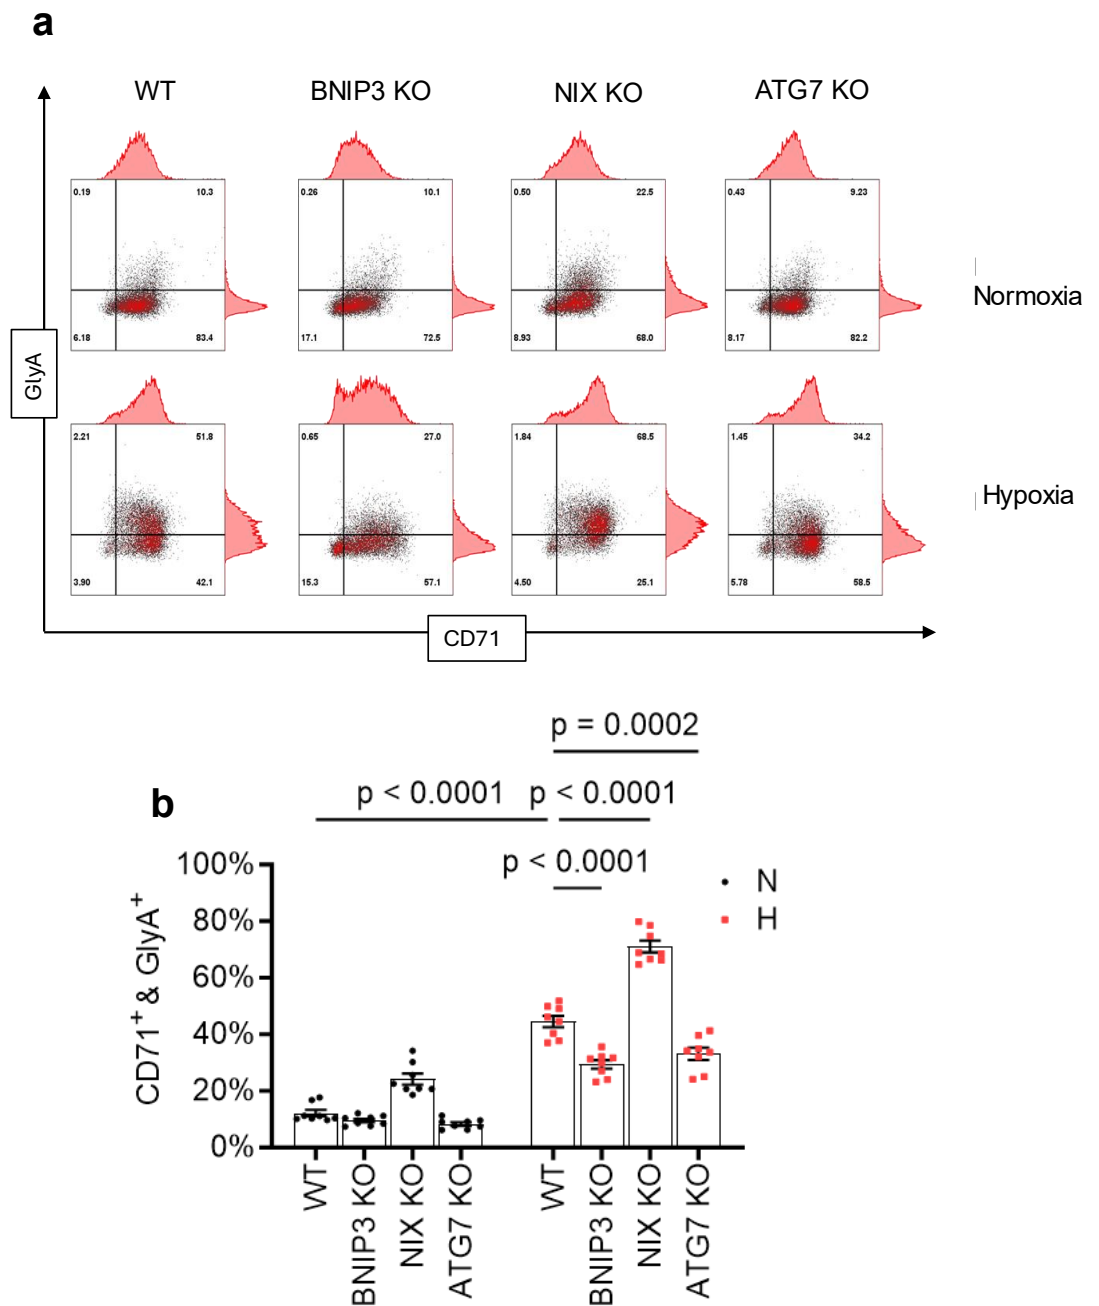 a
WT BNIP3 KO NIX KO ATG7 KO
0.19 10.3 0.26 10.1 0.50 22.5 0.43 9.23
Normoxia
6.18 83.4 17.1 72.5 8.93 68.0 8.17 82.2
GlyA
2.21 51.8 0.65 27.0 1.84 68.5 1.45 34.2
Hypoxia
3.90 42.1 15.3 57.1 4.50 25.1 5.78 58.5
CD71
p = 0.0002
b
p < 0.0001 p < 0.0001
p < 0.0001
CD71+ & GlyA+
100%
80%
60%
40%
20%
0%
N
H
WT BNIP3 KO NIX KO ATG7 KO WT BNIP3 KO NIX KO ATG7 KO